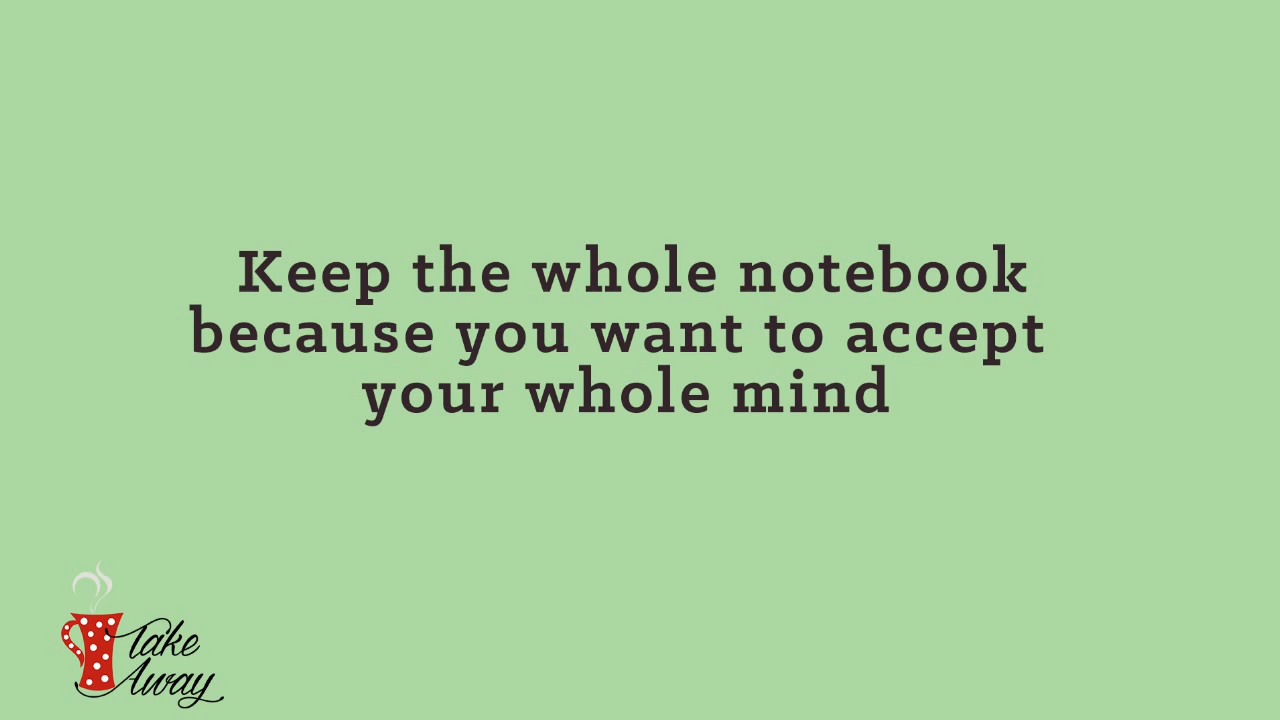 Keep the whole notebook
because you want to accept
your whole mind
Take
Away